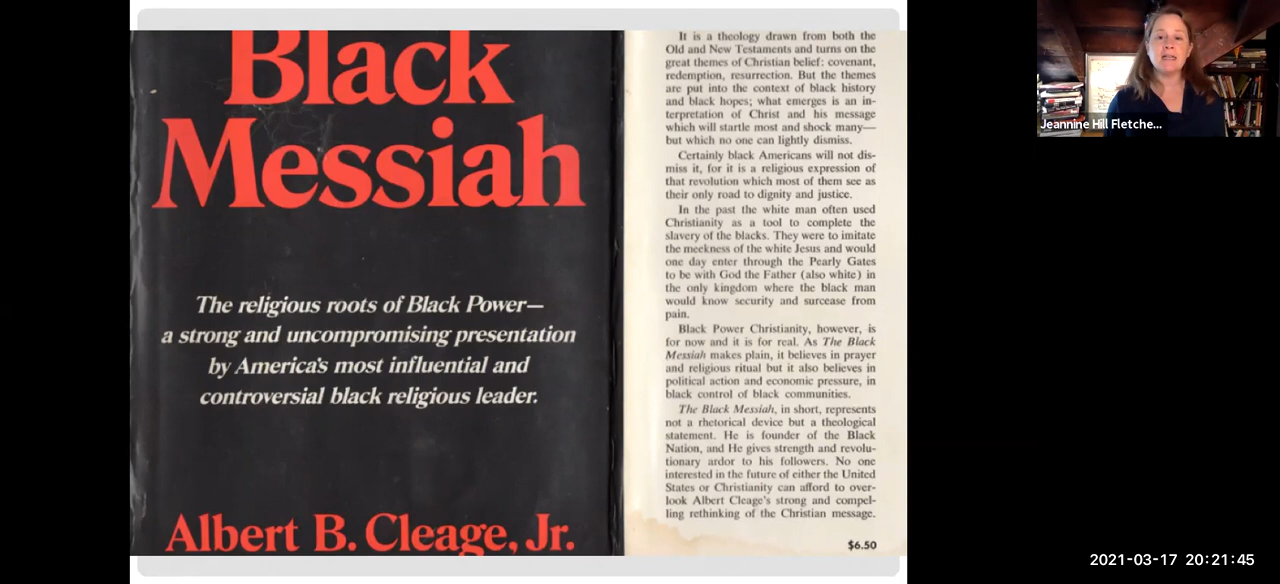 Black
Messiah
The religious roots of Black Power—
a strong and uncompromising presentation
by America's most influential and
controversial black religious leader.
Albert B. Cleage, Jr.
It is a theology drawn from both the
Old and New Testaments and turns on the
great themes of Christian belief: covenant,
redemption, resurrection. But the themes
are put into the context of black history
and black hopes; what emerges is an in-
terpretation of Christ and his message
which will startle most and shock many—
but which no one can lightly dismiss.
Certainly black Americans will not dis-
miss it, for it is a religious expression of
that revolution which most of them see as
their only road to dignity and justice.
In the past the white man often used
Christianity as a tool to complete the
slavery of the blacks. They were to imitate
the meekness of the white Jesus and would
one day enter through the Pearly Gates
to be with God the Father (also white) in
the only kingdom where the black man
would know security and surcease from
pain.
Black Power Christianity, however, is
for now and it is for real. As The Black
Messiah makes plain, it believes in prayer
and religious ritual but it also believes in
political action and economic pressure, in
black control of black communities.
The Black Messiah, in short, represents
not a rhetorical device but a theological
statement. He is founder of the Black
Nation, and He gives strength and revolu-
tionary ardor to his followers. No one
interested in the future of either the United
States or Christianity can afford to over-
look Albert Cleage's strong and compel-
ling rethinking of the Christian message.
$6.50
Jeannine Hill Fletche...
2021-03-17 20:21:45